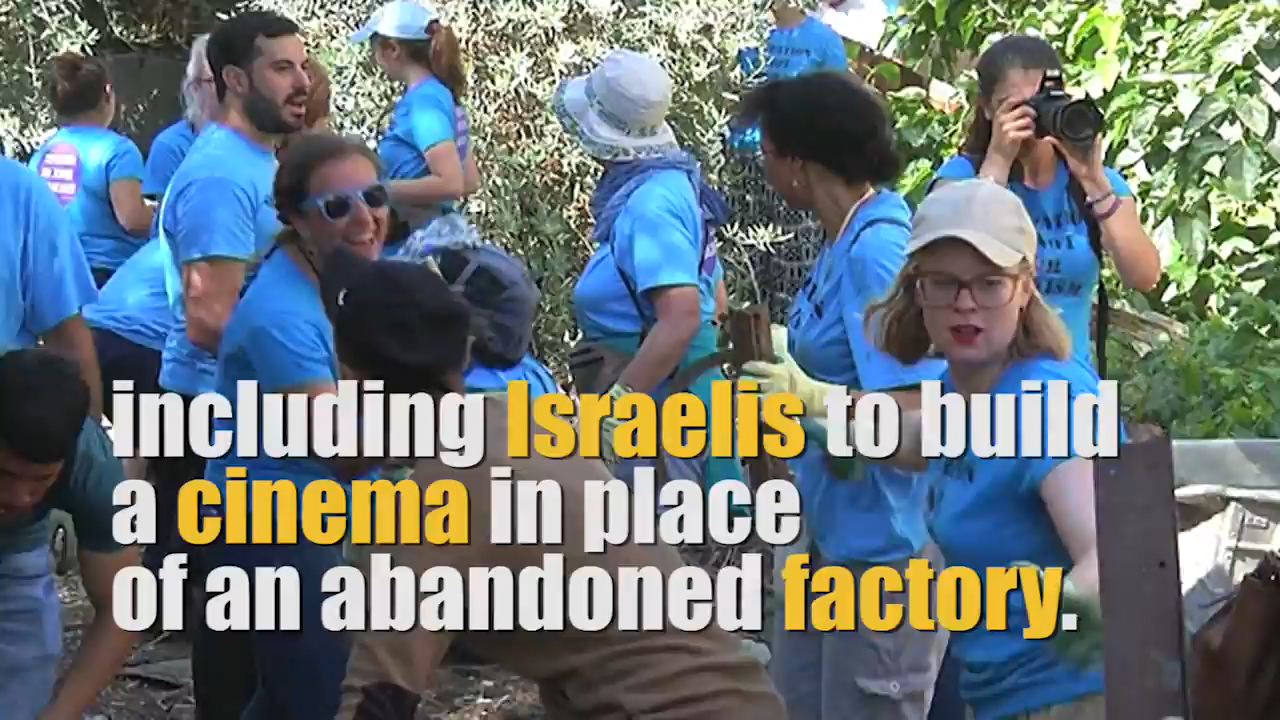 including Israelis to build
a cinema in place
of an abandoned factory.